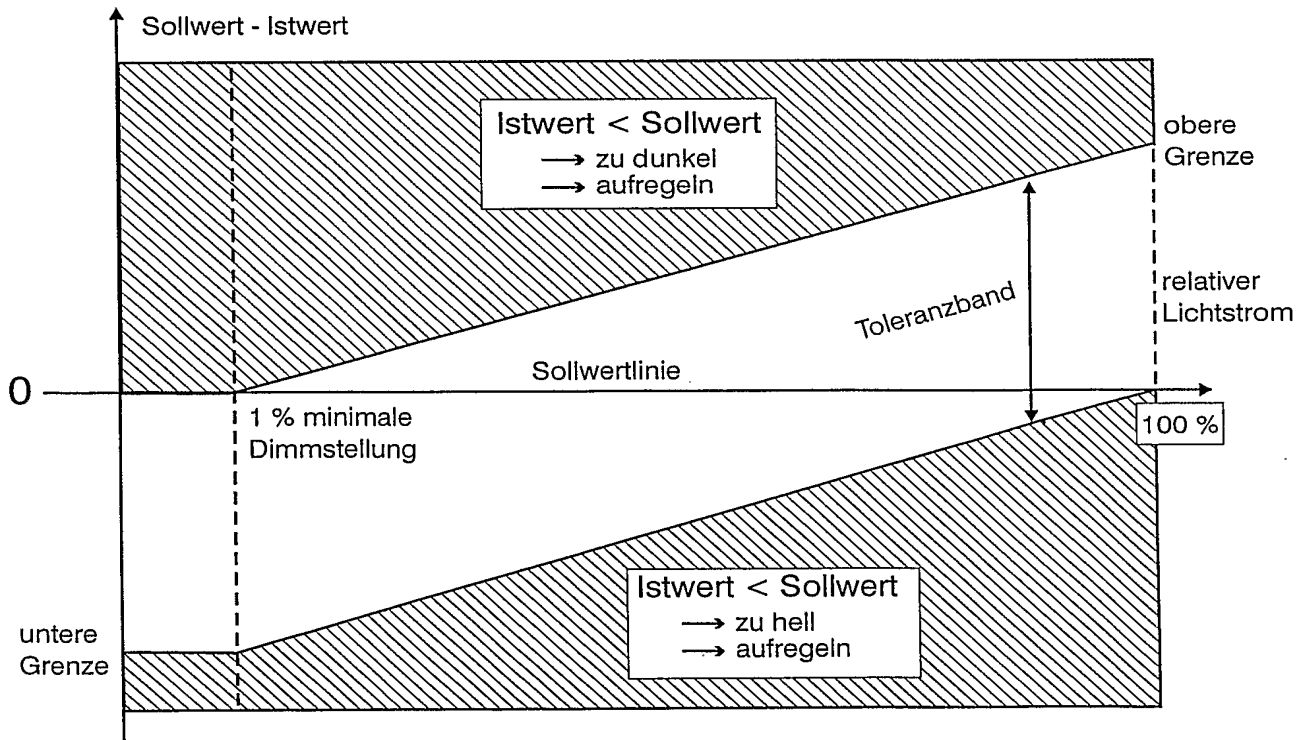 Sollwert - Istwert
Istwert < Sollwert
→ zu dunkel
→ aufregeln
obere
Grenze
Toleranzband
relativer
Lichtstrom
0
Sollwertlinie
1 % minimale
Dimmstellung
100 %
Istwert < Sollwert
→ zu hell
→ aufregeln
untere
Grenze